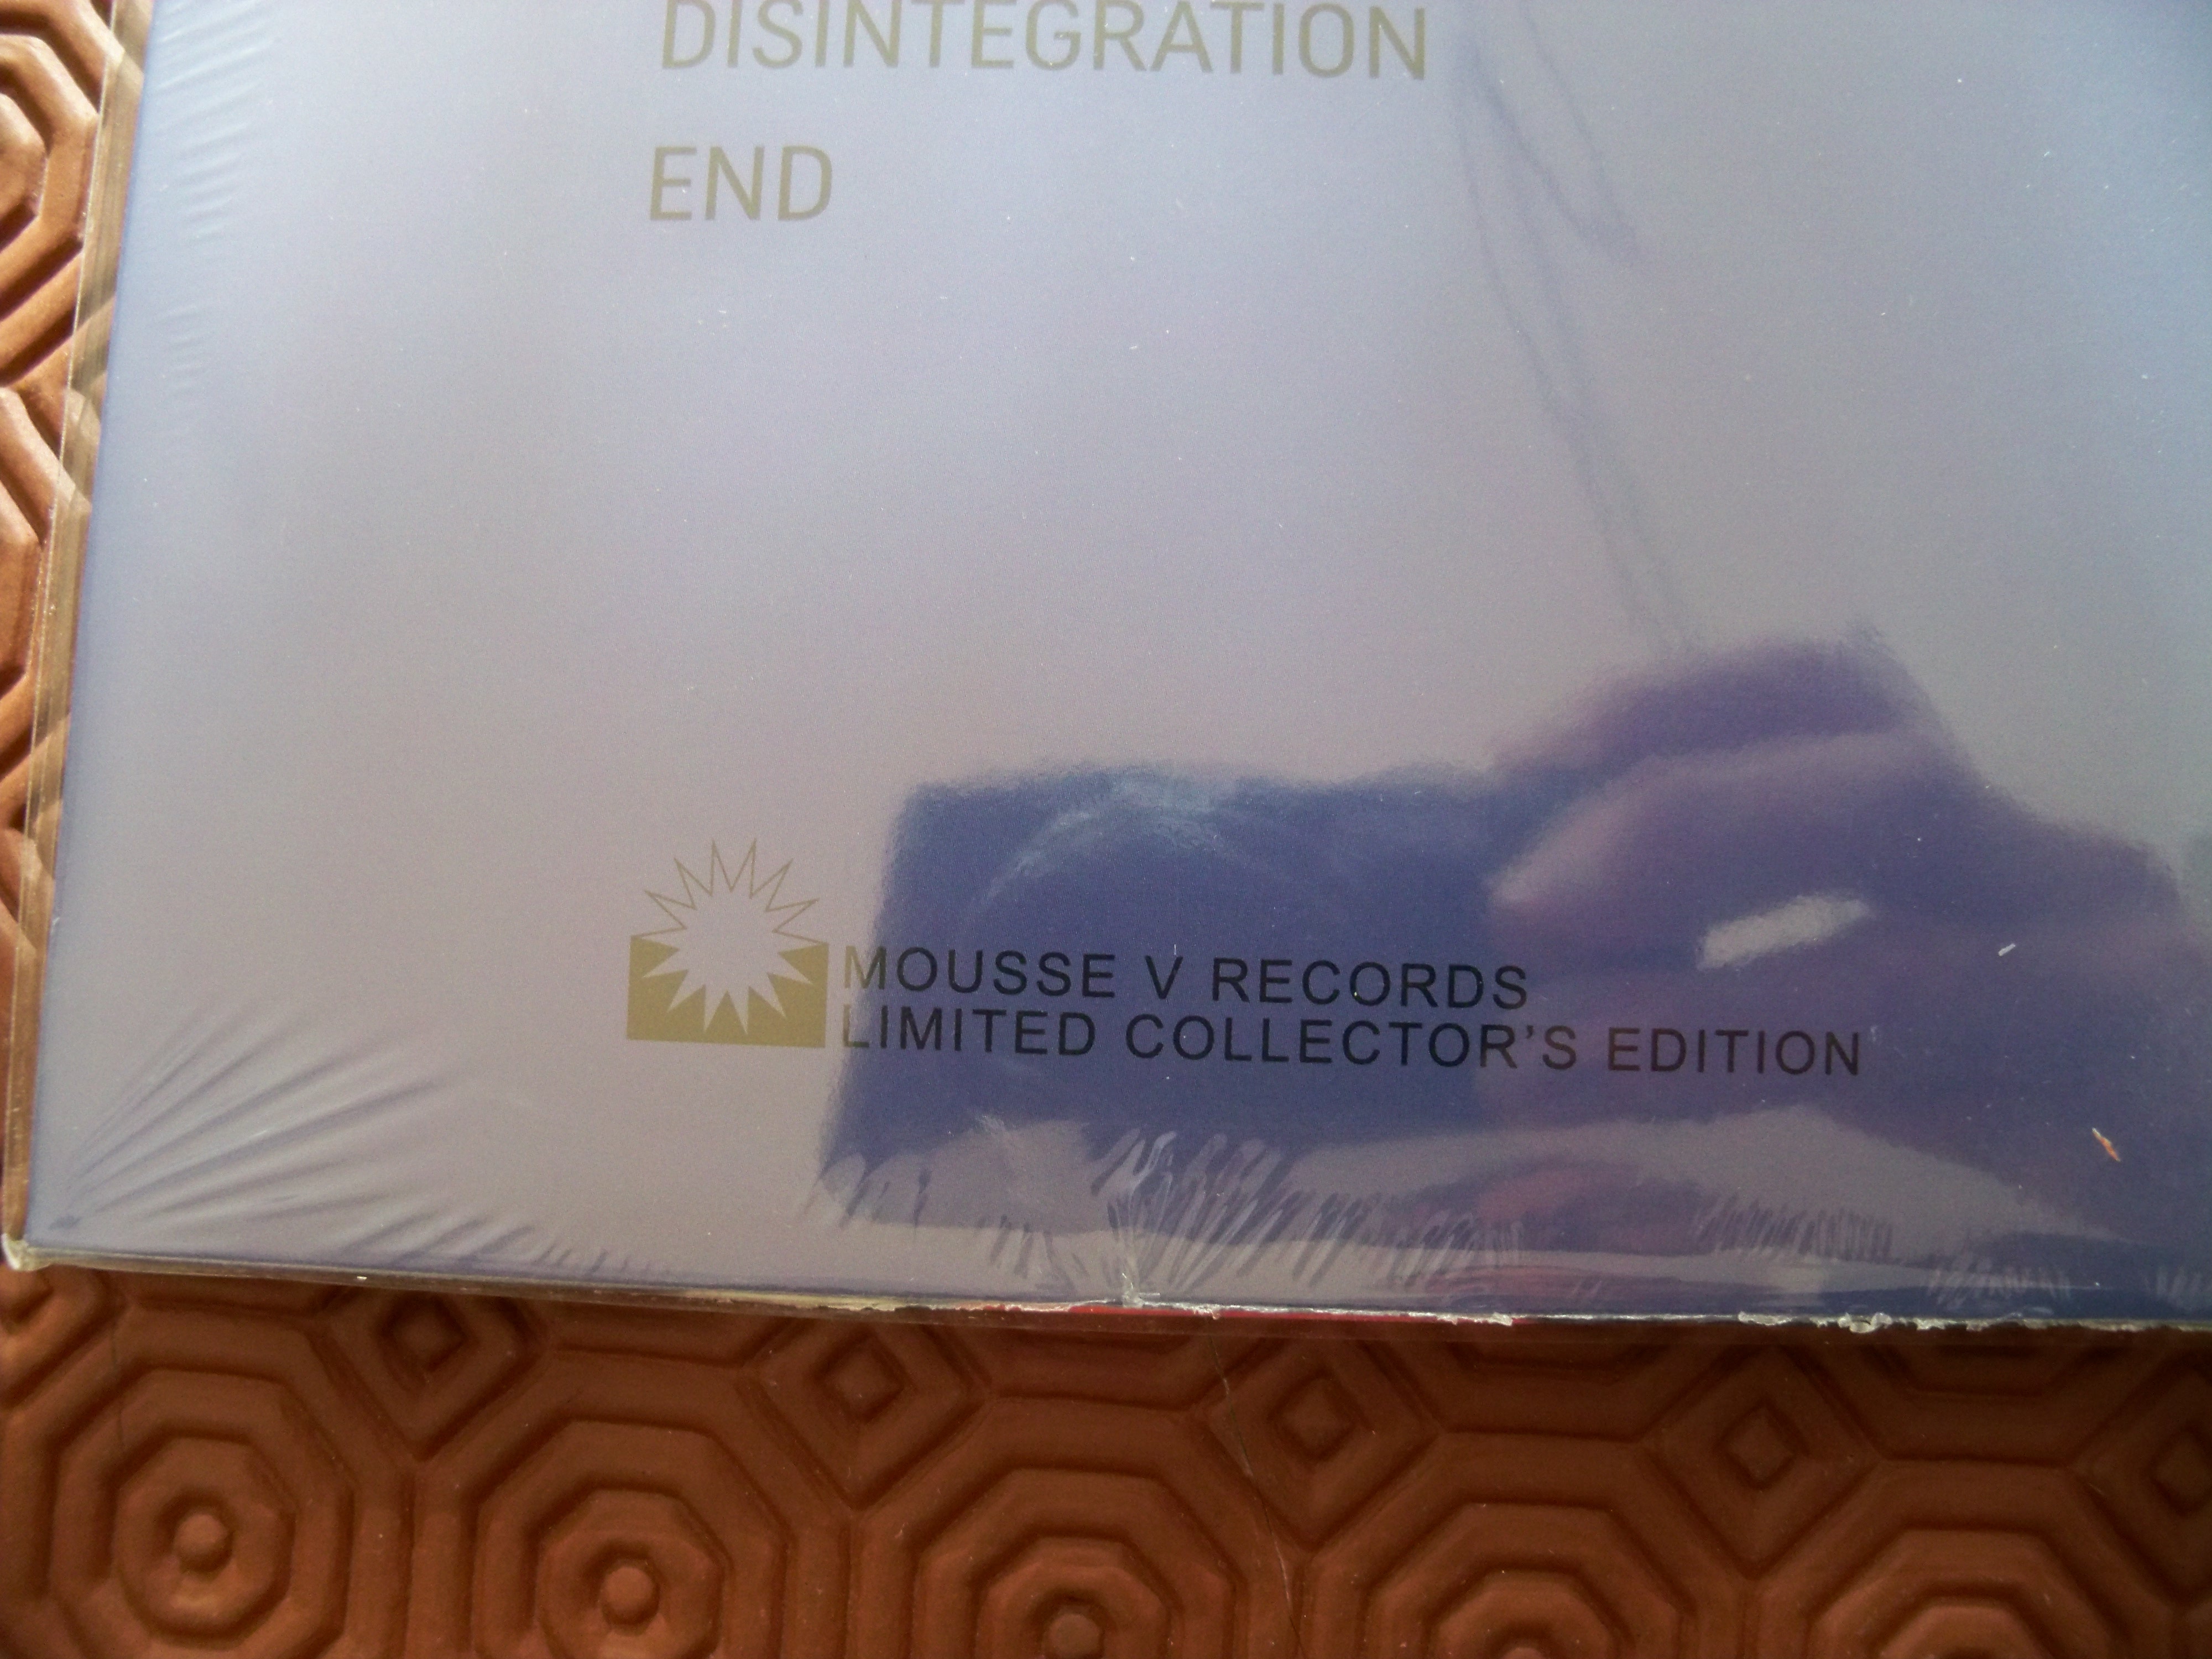 DISINTEGRATION
END
MOUSSE V RECORDS
LIMITED COLLECTOR'S EDITION